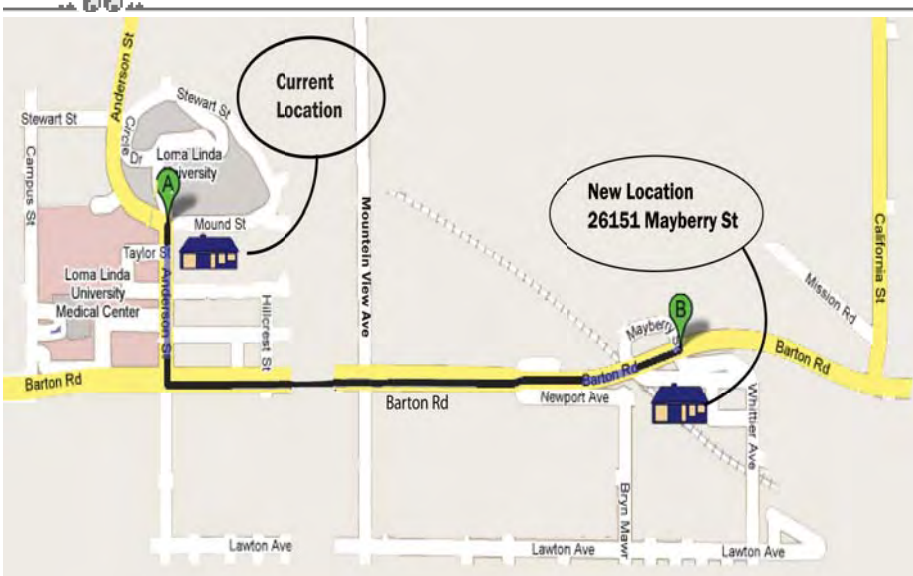 Current
Location
New Location
26151 Mayberry St
Anderson St
Stewart St
Stewart St
Circle
Dr
Loma Linda
University
Campus St
A
Mound St
Taylor St
Loma Linda
University
Medical Center
Anderson St
Hillcrest St
Mountain View Ave
California St
Mission Rd
B
Mayberry St
Barton Rd
Barton Rd
Barton Rd
Barton Rd
Newport Ave
Whittier Ave
Bryn Mawr
Lawton Ave
Lawton Ave
Lawton Ave